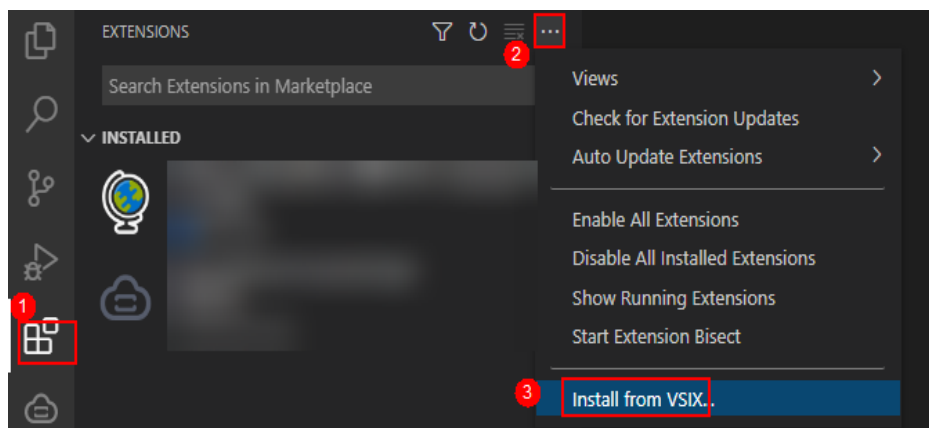 EXTENSIONS
2
Search Extensions in Marketplace
INSTALLED
1
Views
Check for Extension Updates
Auto Update Extensions
Enable All Extensions
Disable All Installed Extensions
Show Running Extensions
Start Extension Bisect
3
Install from VSIX...